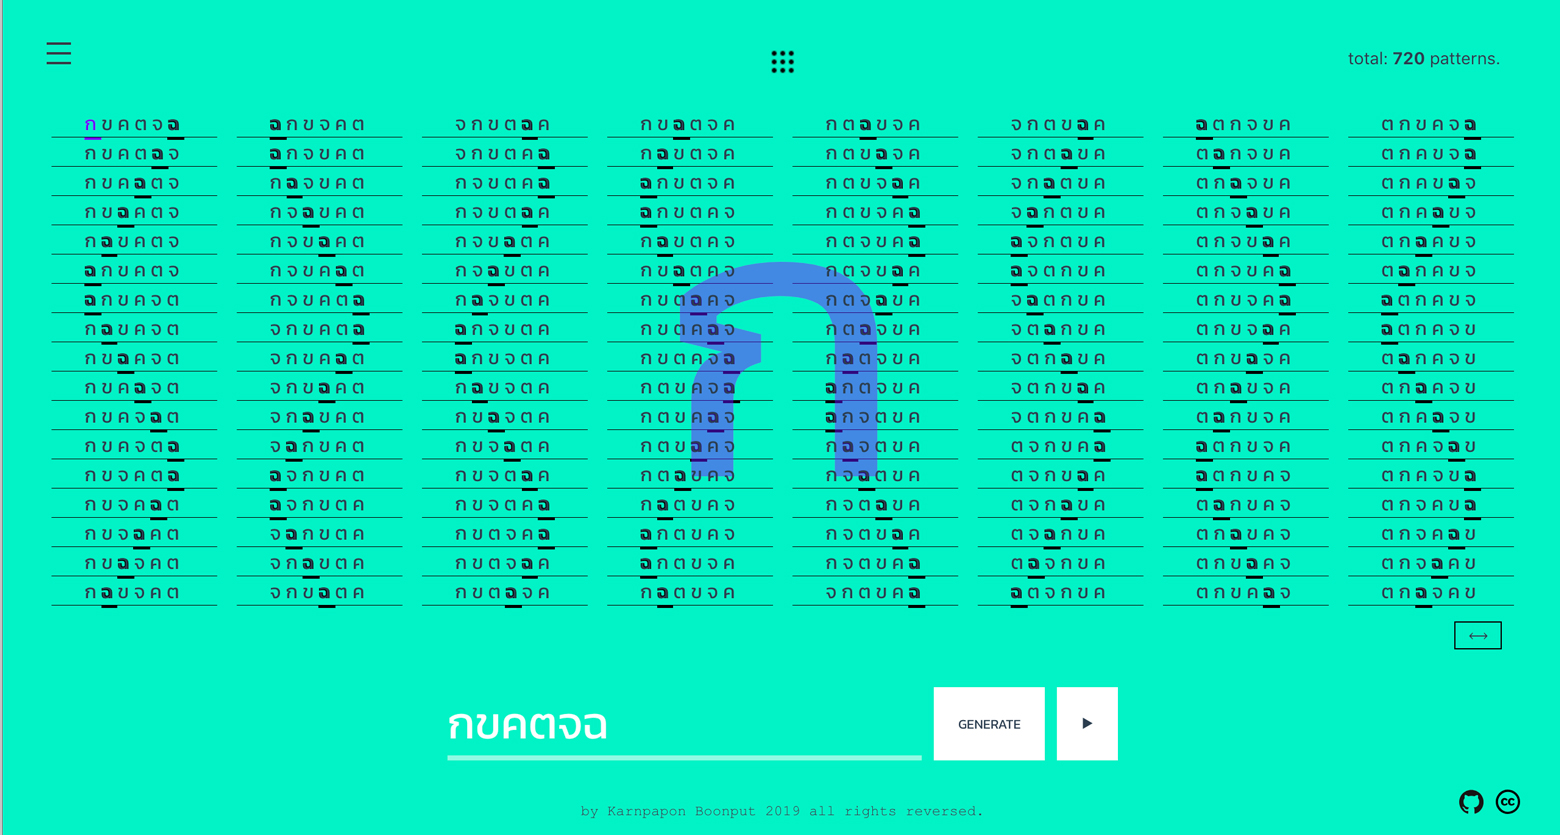 total: 720 patterns.
กขคตจฉ
กขคตฉจ
กขคฉตจ
กขฉคตจ
กฉขคตจ
ฉกขคตจ
ฉกขคจต
กฉขคจต
กขฉคจต
กขคฉจต
กขคจฉต
กขคจตฉ
กขจคตฉ
กขจคฉต
กขจฉคต
กขฉจคต
กฉขจคต
ฉกขจคต
ฉกจขคต
กฉจขคต
กจฉขคต
กจขฉคต
กจขคฉต
กจขคตฉ
จกขคตฉ
จกขคฉต
จกขฉคต
จกฉขคต
จฉกขคต
ฉจกขคต
ฉจกขตค
จฉกขตค
จกฉขตค
จกขฉตค
จกขตฉค
จกขตคฉ
กจขตคฉ
กจขตฉค
กจขฉตค
กจฉขตค
กฉจขตค
ฉกจขตค
ฉกขจตค
กฉขจตค
กขฉจตค
กขจฉตค
กขจตฉค
กขจตคฉ
กขตจคฉ
กขตจฉค
กขตฉจค
กขฉตจค
กฉขตจค
ฉกขตจค
ฉกขตคจ
กฉขตคจ
กขฉตคจ
กขตฉคจ
กขตคฉจ
กขตคจฉ
กตขคจฉ
กตขคฉจ
กตขฉคจ
กตฉขคจ
กฉตขคจ
ฉกตขคจ
ฉกตขจค
กฉตขจค
กตฉขจค
กตขฉจค
กตขจฉค
กตขจคฉ
กตจขคฉ
กตจขฉค
กตจฉขค
กตฉจขค
กฉตจขค
ฉกตจขค
ฉกจตขค
กฉจตขค
กจฉตขค
กจตฉขค
กจตขฉค
กจตขคฉ
จกตขคฉ
จกตขฉค
จกตฉขค
จกฉตขค
จฉกตขค
ฉจกตขค
ฉจตกขค
จฉตกขค
จตฉกขค
จตกฉขค
จตกขฉค
จตกขคฉ
ตจกขคฉ
ตจกขฉค
ตจกฉขค
ตจฉกขค
ตฉจกขค
ฉตจกขค
ฉตกจขค
ตฉกจขค
ตกฉจขค
ตกจฉขค
ตกจขฉค
ตกจขคฉ
ตกขจคฉ
ตกขจฉค
ตกขฉจค
ตกฉขจค
ตฉกขจค
ฉตกขจค
ฉตกขคจ
ตฉกขคจ
ตกฉขคจ
ตกขฉคจ
ตกขคฉจ
ตกขคจฉ
ตกคขจฉ
ตกคขฉจ
ตกคฉขจ
ตกฉคขจ
ตฉกคขจ
ฉตกคขจ
ฉตกคจข
ตฉกคจข
ตกฉคจข
ตกคฉจข
ตกคจฉข
ตกคจขฉ
ตกจคขฉ
ตกจคฉข
ตกจฉคข
ตกฉจคข
ก
กขคตจฉ
GENERATE
by Karnpapon Boonput 2019 all rights reversed.
cc